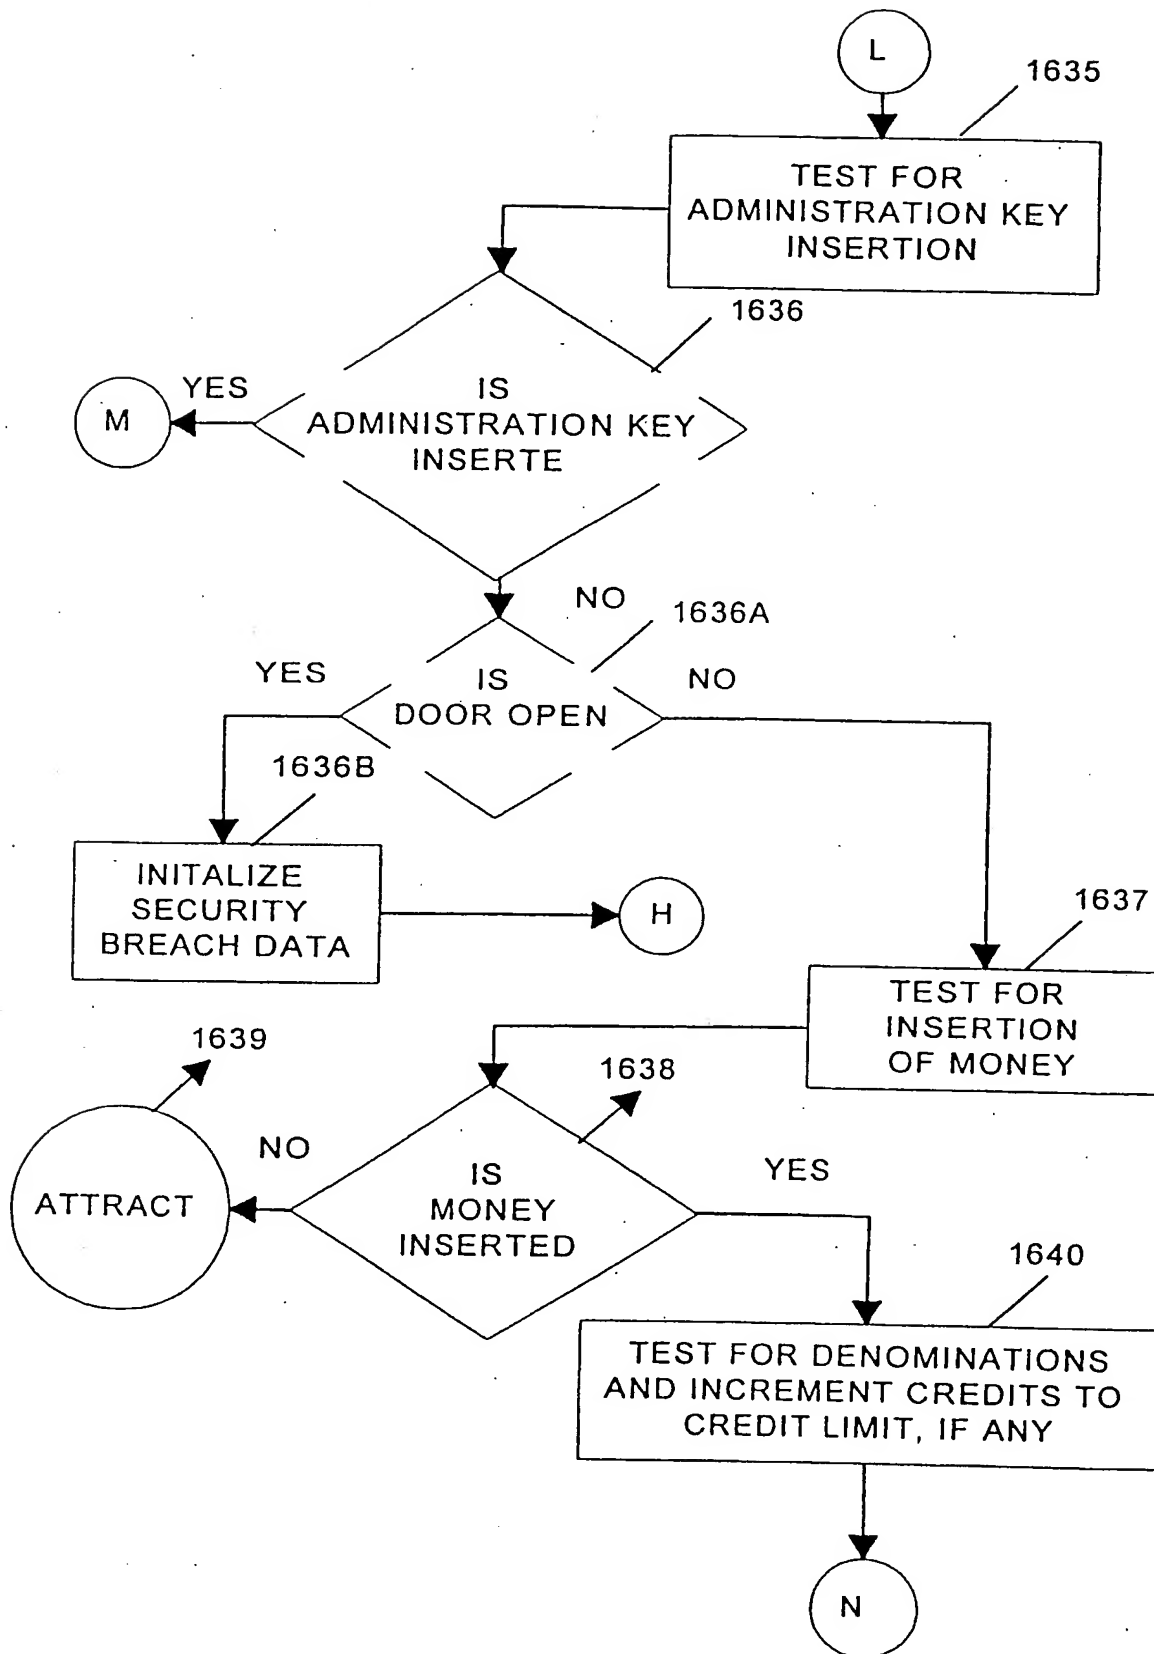 L
1635
TEST FOR
ADMINISTRATION KEY
INSERTION
1636
YES
M
IS
ADMINISTRATION KEY
INSERTE
NO
1636A
YES
IS
DOOR OPEN
NO
1636B
INITALIZE
SECURITY
BREACH DATA
H
1637
TEST FOR
INSERTION
OF MONEY
1639
1638
NO
ATTRACT
IS
MONEY
INSERTED
YES
1640
TEST FOR DENOMINATIONS
AND INCREMENT CREDITS TO
CREDIT LIMIT, IF ANY
N